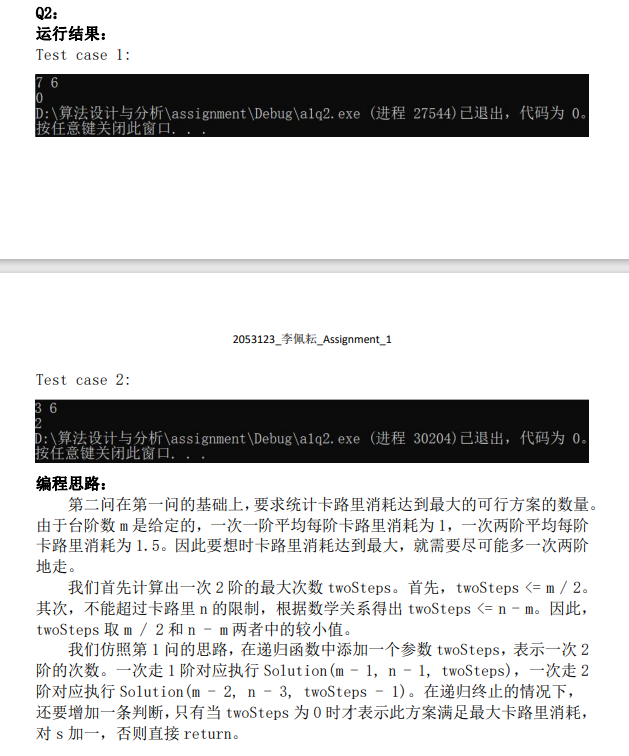 Q2：
运行结果：
Test case 1:
7 6
0
D:\算法设计与分析\assignment\Debug\a1q2.exe (进程 27544)已退出，代码为 0。
按任意键关闭此窗口. . .
2053123_李佩耘_Assignment_1
Test case 2:
3 6
2
D:\算法设计与分析\assignment\Debug\a1q2.exe (进程 30204)已退出，代码为 0。
按任意键关闭此窗口. . .
编程思路：
第二问在第一问的基础上，要求统计卡路里消耗达到最大的可行方案的数量。
由于台阶数 m 是给定的，一次一阶平均每阶卡路里消耗为 1，一次两阶平均每阶
卡路里消耗为 1.5。因此要想时卡路里消耗达到最大，就需要尽可能多一次两阶
地走。
我们首先计算出一次 2 阶的最大次数 twoSteps。首先，twoSteps <= m / 2。
其次，不能超过卡路里 n 的限制，根据数学关系得出 twoSteps <= n - m。因此，
twoSteps 取 m / 2 和 n - m 两者中的较小值。
我们仿照第 1 问的思路，在递归函数中添加一个参数 twoSteps，表示一次 2
阶的次数。一次走 1 阶对应执行 Solution(m - 1, n - 1, twoSteps)，一次走 2
阶对应执行 Solution(m - 2, n - 3, twoSteps - 1)。在递归终止的情况下，
还要增加一条判断，只有当 twoSteps 为 0 时才表示此方案满足最大卡路里消耗，
对 s 加一，否则直接 return。